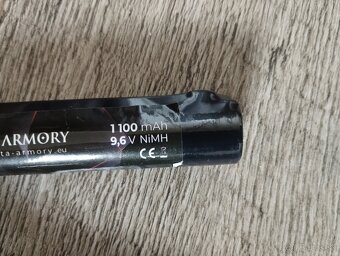 ARMORY
ta-armory.eu
1100 mAh
9,6 V NiMH
CE